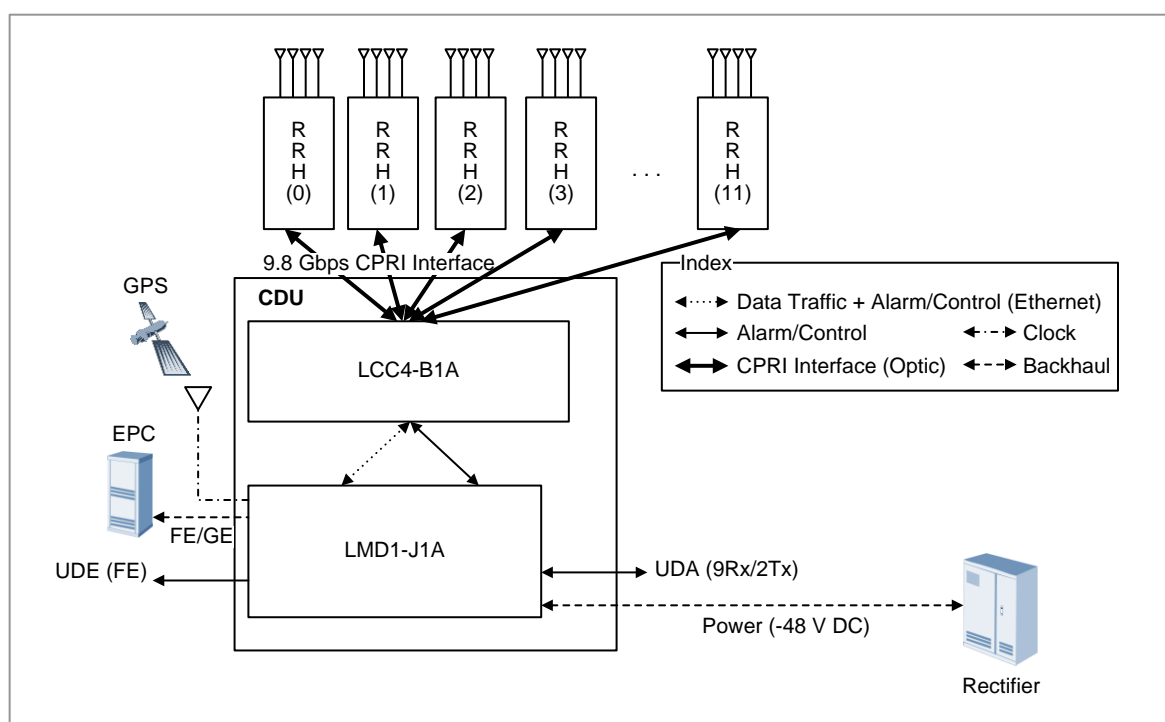 R
R
H
(0)
R
R
H
(1)
R
R
H
(2)
R
R
H
(3)
. . .
R
R
H
(11)
9.8 Gbps CPRI Interface
GPS
CDU
Index
Data Traffic + Alarm/Control (Ethernet)
Alarm/Control
Clock
CPRI Interface (Optic)
Backhaul
LCC4-B1A
EPC
FE/GE
LMD1-J1A
UDE (FE)
UDA (9Rx/2Tx)
Power (-48 V DC)
Rectifier